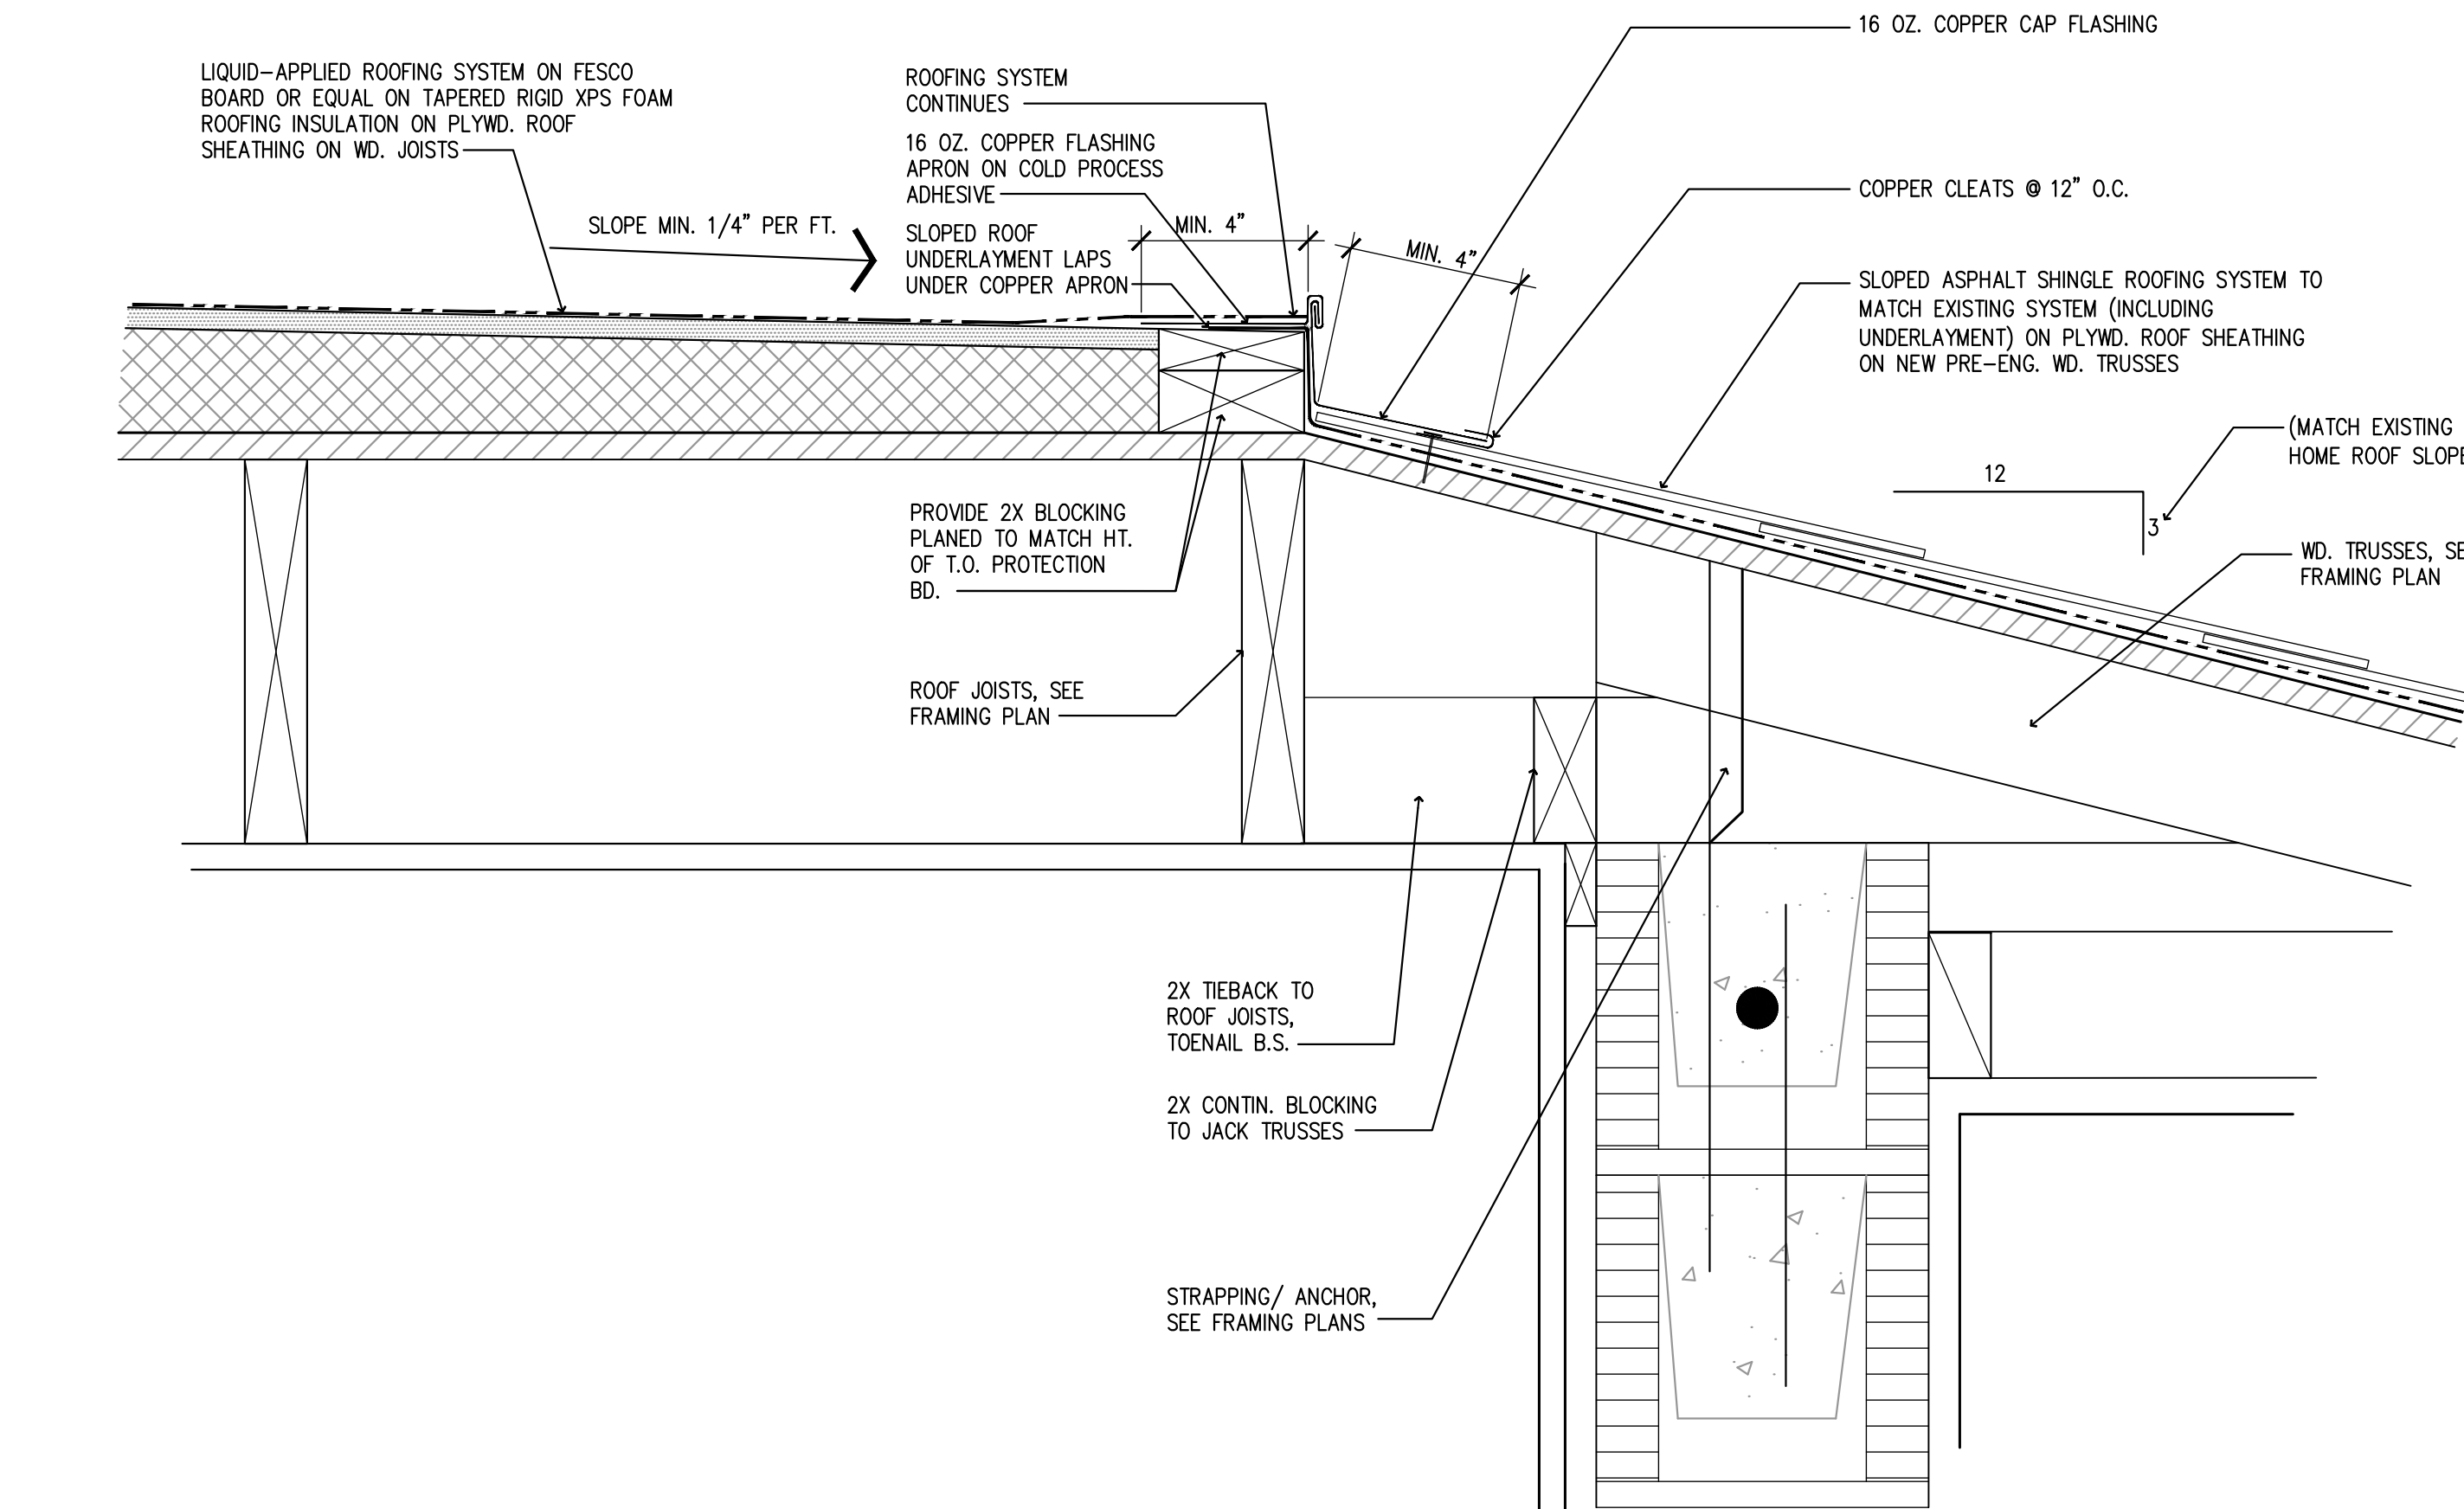 LIQUID-APPLIED ROOFING SYSTEM ON FESCO
BOARD OR EQUAL ON TAPERED RIGID XPS FOAM
ROOFING INSULATION ON PLYWD. ROOF
SHEATHING ON WD. JOISTS
SLOPE MIN. 1/4" PER FT.
ROOFING SYSTEM
CONTINUES
16 OZ. COPPER FLASHING
APRON ON COLD PROCESS
ADHESIVE
SLOPED ROOF
UNDERLAYMENT LAPS
UNDER COPPER APRON
MIN. 4"
MIN. 4"
16 OZ. COPPER CAP FLASHING
COPPER CLEATS @ 12" O.C.
SLOPED ASPHALT SHINGLE ROOFING SYSTEM TO
MATCH EXISTING SYSTEM (INCLUDING
UNDERLAYMENT) ON PLYWD. ROOF SHEATHING
ON NEW PRE-ENG. WD. TRUSSES
(MATCH EXISTING
HOME ROOF
12
3
WD. TRUSSES,
FRAMING PLAN
PROVIDE 2X BLOCKING
PLANED TO MATCH HT.
OF T.O. PROTECTION
BD.
ROOF JOISTS, SEE
FRAMING PLAN
2X TIEBACK TO
ROOF JOISTS,
TOENAIL B.S.
2X CONTIN. BLOCKING
TO JACK TRUSSES
STRAPPING/ ANCHOR,
SEE FRAMING PLANS